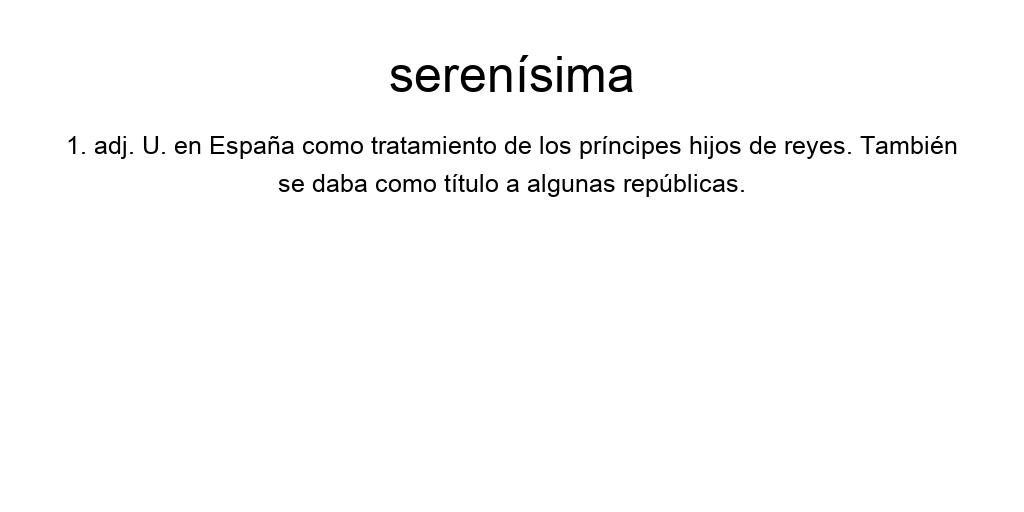 serenísima
1. adj. U. en España como tratamiento de los príncipes hijos de reyes. También
se daba como título a algunas repúblicas.